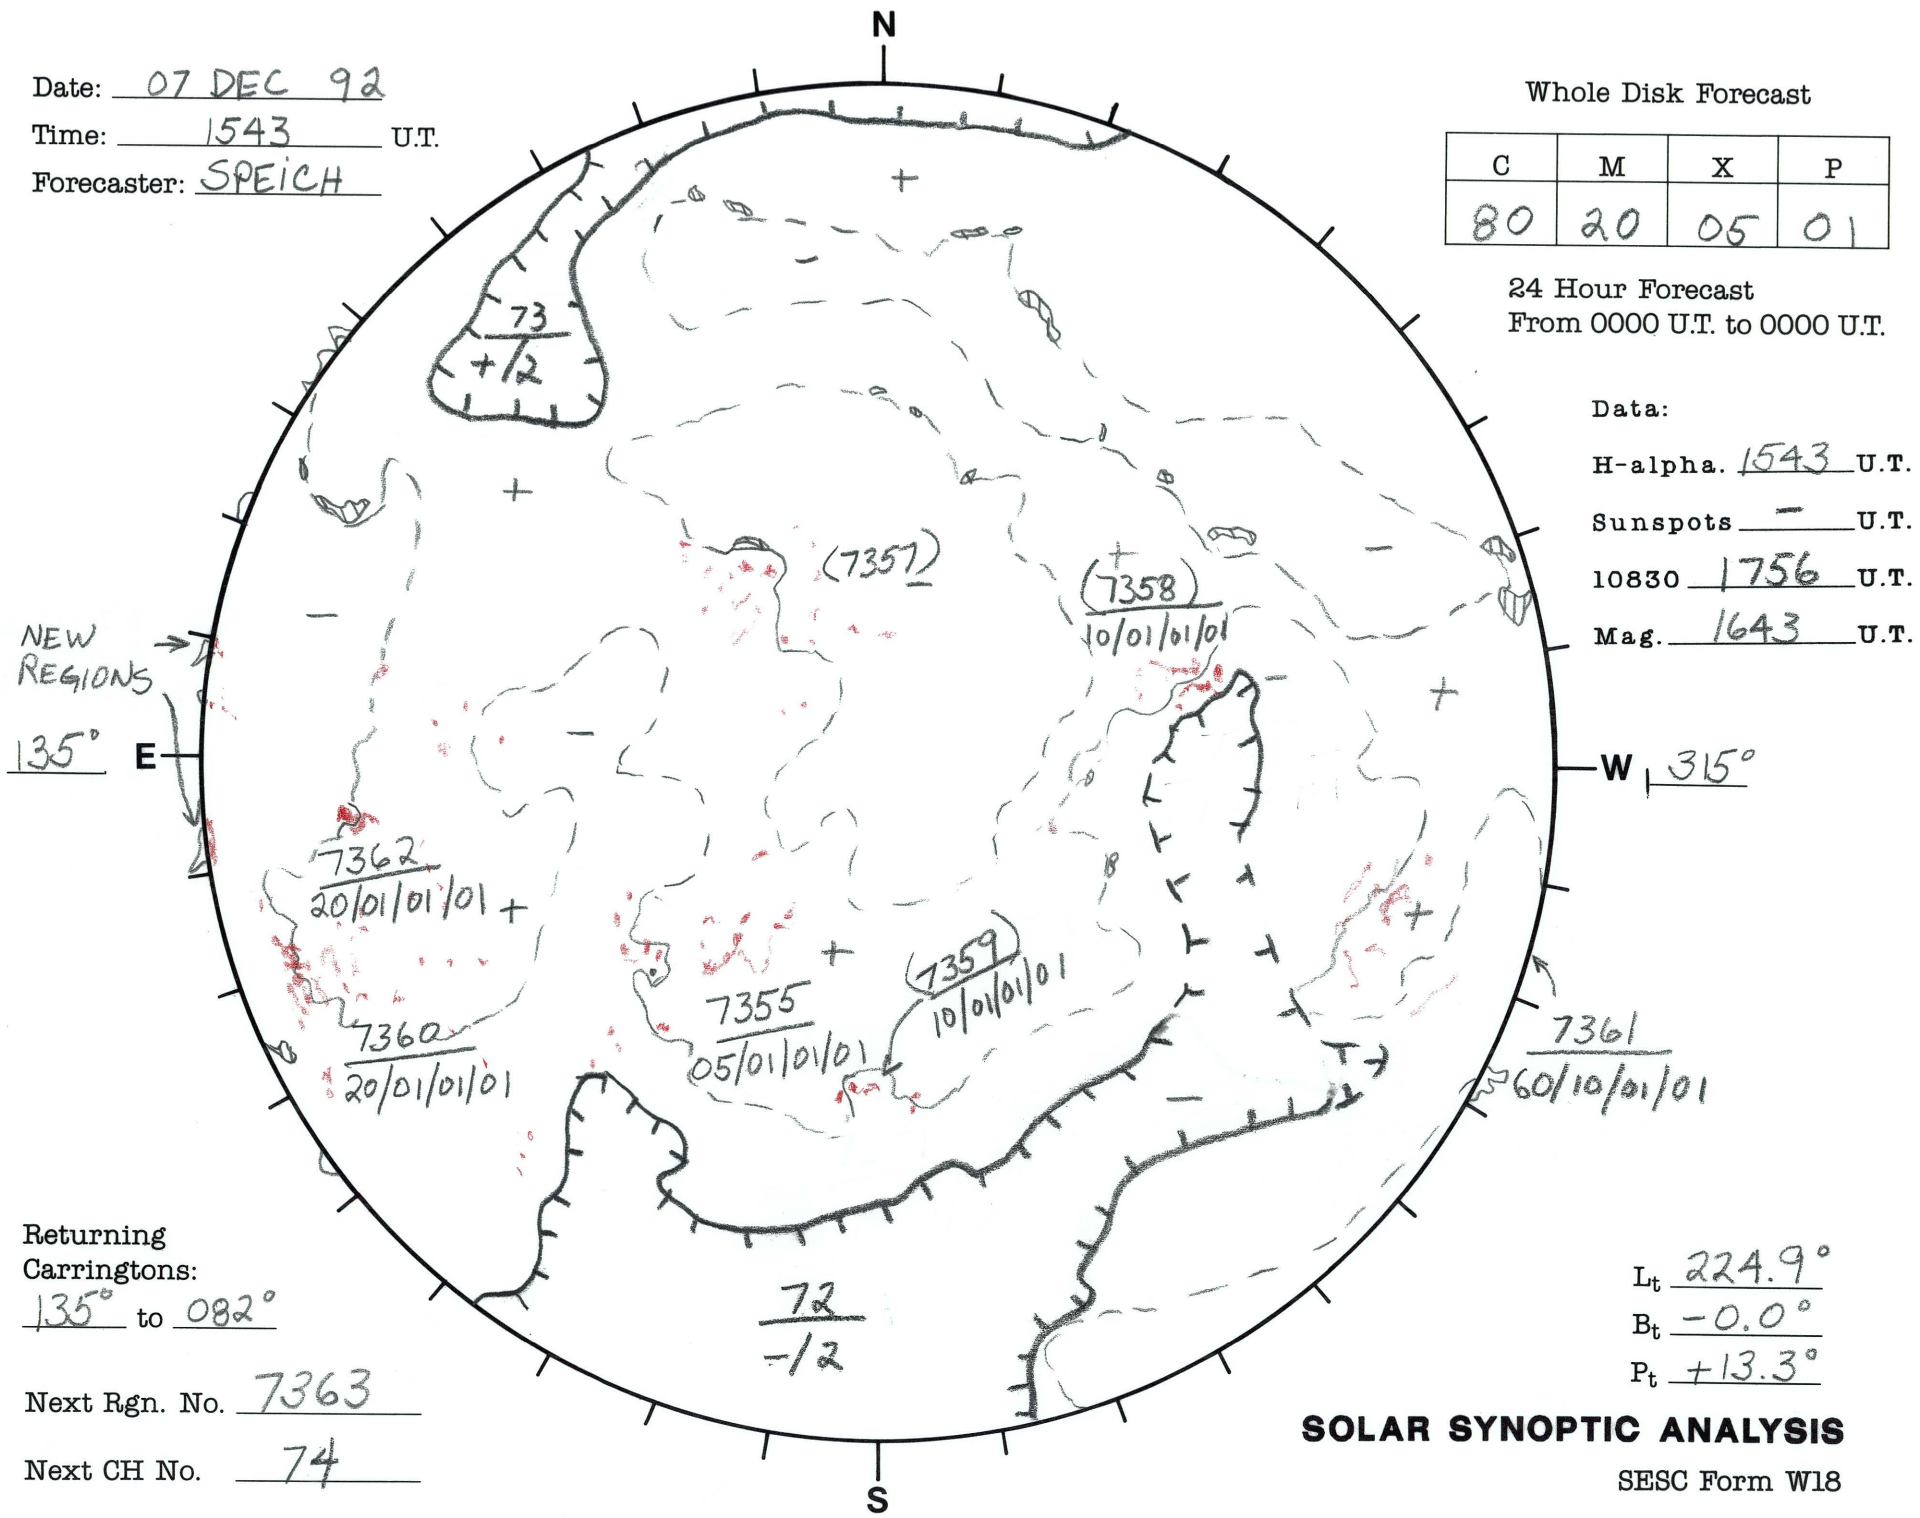 N
Date: 07 DEC 92
Time: 1543 U.T.
Forecaster: SPEICH
Whole Disk Forecast
C M X P
80 20 05 01
24 Hour Forecast
From 0000 U.T. to 0000 U.T.
Data:
H-alpha. 1543 U.T.
Sunspots — U.T.
10830 1756 U.T.
Mag. 1643 U.T.
+
-
73
+/2
+
(7357)
-
+
(7358)
10/01/01/01
-
NEW
REGIONS
-
+
-
135° E
W 315°
7362
20/01/01/01
+
+
+
B
(7359)
10/01/01/01
7355
05/01/01/01
7360
20/01/01/01
7361
60/10/01/01
-
72
-/2
Returning
Carringtons:
135° to 082°
Next Rgn. No. 7363
Next CH No. 74
Lt 224.9°
Bt -0.0°
Pt +13.3°
SOLAR SYNOPTIC ANALYSIS
SESC Form W18
S